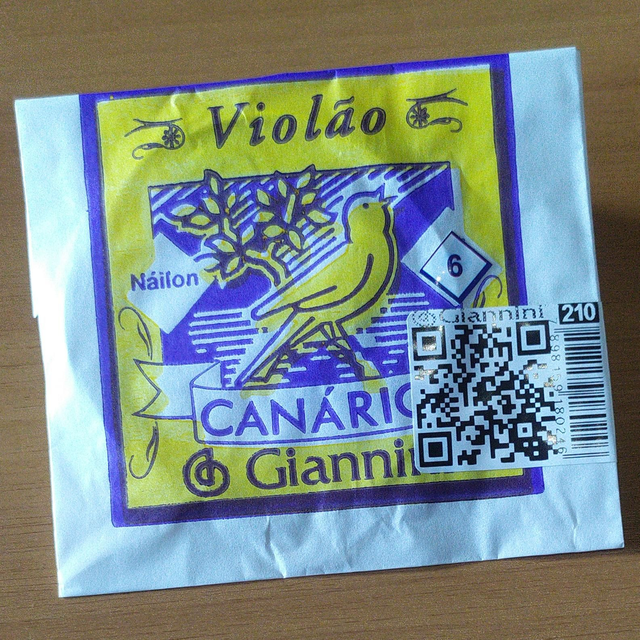 Violão
Náilon
6
Giannini
210
CANÁRIO
Giannini